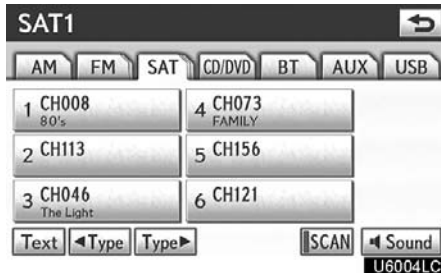 SAT1
AM FM SAT CD/DVD BT AUX USB
1 CH008
80's
4 CH073
FAMILY
2 CH113
5 CH156
3 CH046
The Light
6 CH121
Text ◄Type Type► SCAN Sound
U6004LC